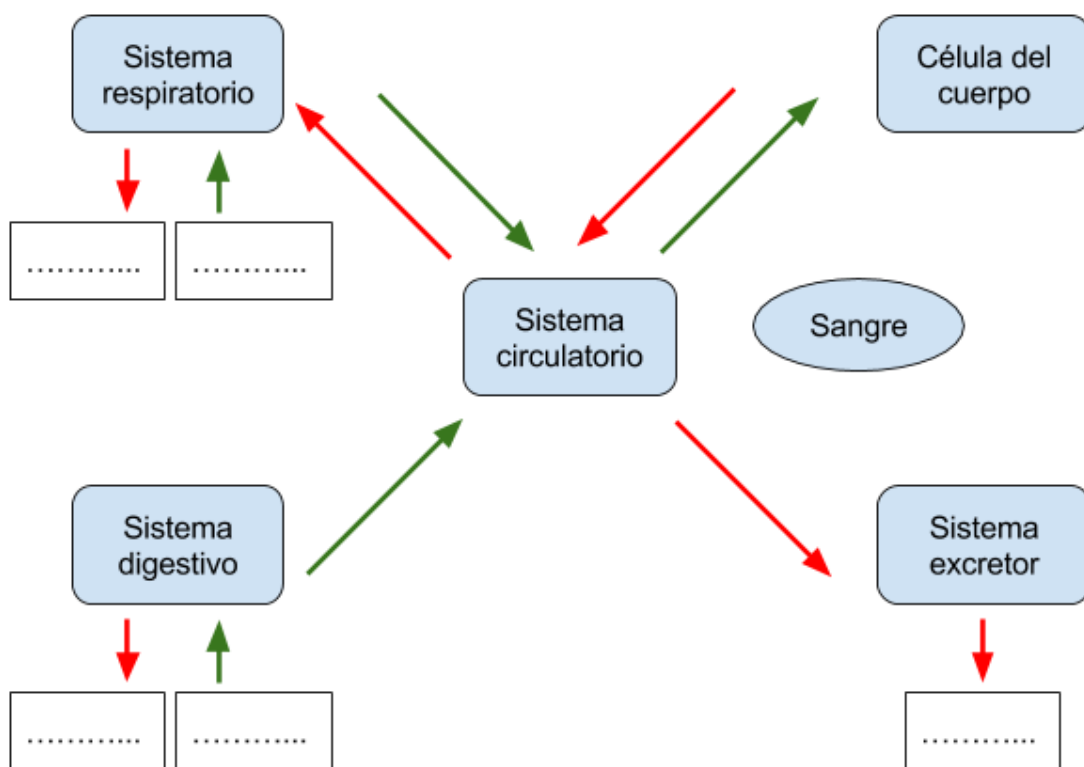 Sistema
respiratorio
Célula del
cuerpo
…………...
…………...
Sistema
circulatorio
Sangre
Sistema
digestivo
Sistema
excretor
…………...
…………...
…………...